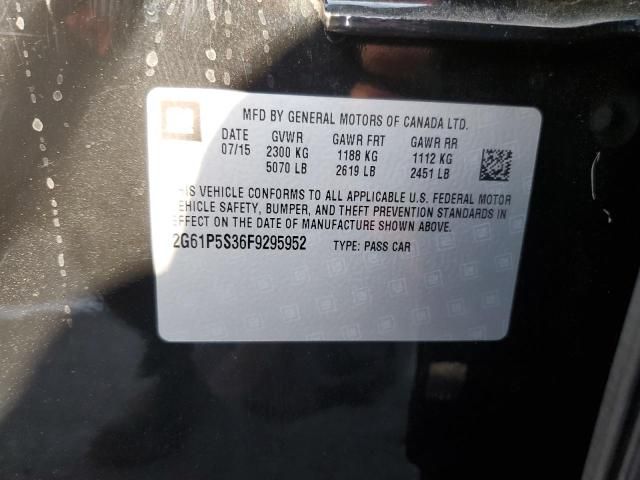 MFD BY GENERAL MOTORS OF CANADA LTD.
DATE GVWR GAWR FRT GAWR RR
07/15 2300 KG 1188 KG 1112 KG
5070 LB 2619 LB 2451 LB
THIS VEHICLE CONFORMS TO ALL APPLICABLE U.S. FEDERAL MOTOR
VEHICLE SAFETY, BUMPER, AND THEFT PREVENTION STANDARDS IN
EFFECT ON THE DATE OF MANUFACTURE SHOWN ABOVE.
2G61P5S36F9295952 TYPE: PASS CAR